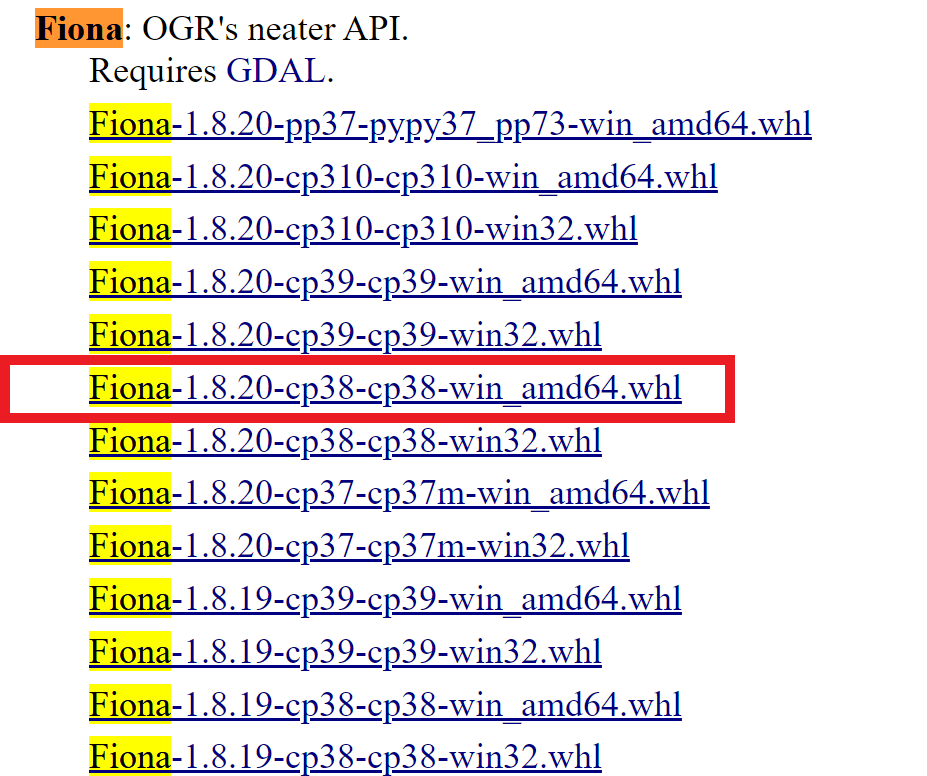 Fiona: OGR's neater API.
Requires GDAL.
Fiona-1.8.20-pp37-pypy37_pp73-win_amd64.whl
Fiona-1.8.20-cp310-cp310-win_amd64.whl
Fiona-1.8.20-cp310-cp310-win32.whl
Fiona-1.8.20-cp39-cp39-win_amd64.whl
Fiona-1.8.20-cp39-cp39-win32.whl
Fiona-1.8.20-cp38-cp38-win_amd64.whl
Fiona-1.8.20-cp38-cp38-win32.whl
Fiona-1.8.20-cp37-cp37m-win_amd64.whl
Fiona-1.8.20-cp37-cp37m-win32.whl
Fiona-1.8.19-cp39-cp39-win_amd64.whl
Fiona-1.8.19-cp39-cp39-win32.whl
Fiona-1.8.19-cp38-cp38-win_amd64.whl
Fiona-1.8.19-cp38-cp38-win32.whl